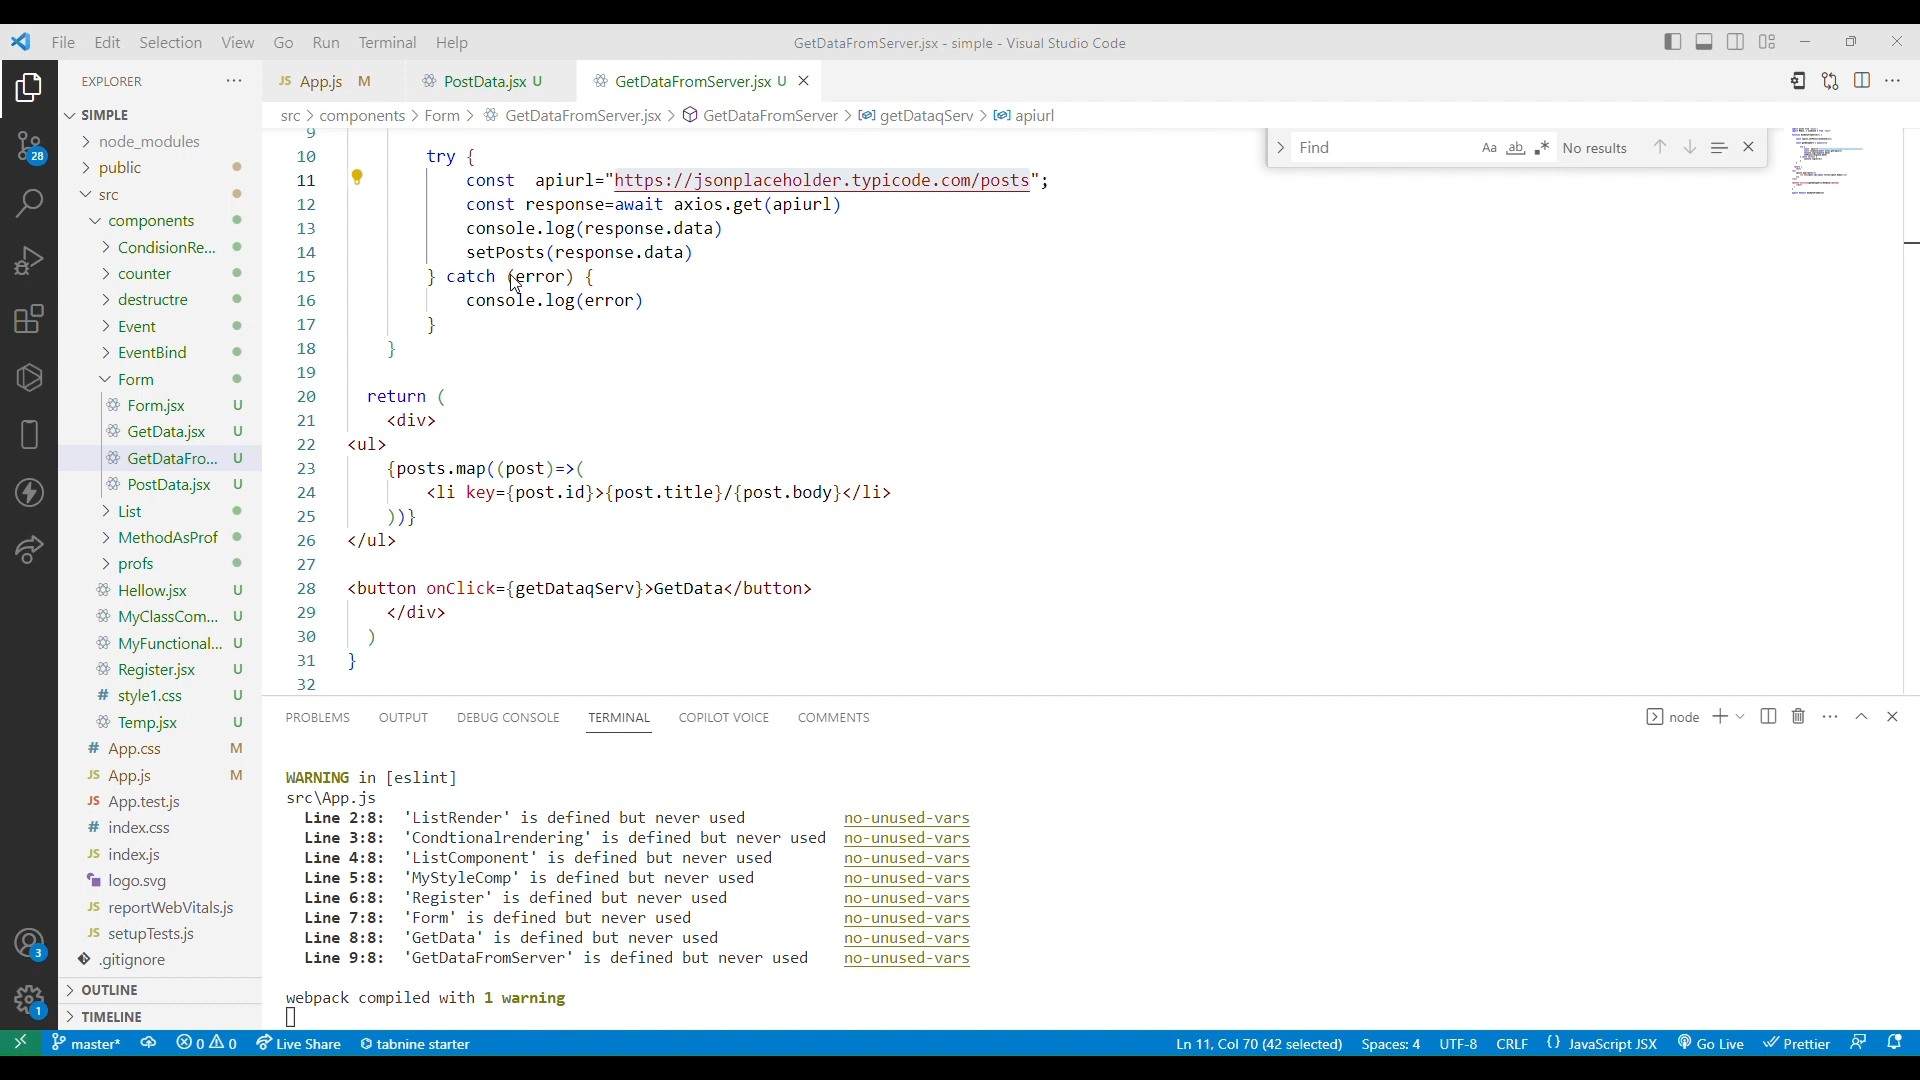 File Edit Selection View Go Run Terminal Help
GetDataFromServer.jsx - simple - Visual Studio Code
EXPLORER ···
JS App.js M
PostData.jsx U
GetDataFromServer.jsx U
SIMPLE
src > components > Form > GetDataFromServer.jsx > GetDataFromServer > getDataqServ > apiurl
node_modules
public
src
components
CondisionRe...
counter
destructre
Event
EventBind
Form
Form.jsx U
GetData.jsx U
GetDataFro... U
PostData.jsx U
List
MethodAsProf
profs
Hellow.jsx U
MyClassCom... U
MyFunctional... U
Register.jsx U
# style1.css U
Temp.jsx U
# App.css M
JS App.js M
JS App.test.js
# index.css
JS index.js
logo.svg
JS reportWebVitals.js
JS setupTests.js
.gitignore
OUTLINE
TIMELINE
28
3
1
Find Aa ab No results
9
10 try {
11 const  apiurl="https://jsonplaceholder.typicode.com/posts";
12 const response=await axios.get(apiurl)
13 console.log(response.data)
14 setPosts(response.data)
15 } catch (error) {
16 console.log(error)
17 }
18 }
19
20 return (
21 <div>
22 <ul>
23 {posts.map((post)=>(
24 <li key={post.id}>{post.title}/{post.body}</li>
25 ))}
26 </ul>
27
28 <button onClick={getDataqServ}>GetData</button>
29 </div>
30 )
31 }
32
PROBLEMS OUTPUT DEBUG CONSOLE TERMINAL COPILOT VOICE COMMENTS
node
WARNING in [eslint]
src\App.js
Line 2:8: 'ListRender' is defined but never used no-unused-vars
Line 3:8: 'Condtionalrendering' is defined but never used no-unused-vars
Line 4:8: 'ListComponent' is defined but never used no-unused-vars
Line 5:8: 'MyStyleComp' is defined but never used no-unused-vars
Line 6:8: 'Register' is defined but never used no-unused-vars
Line 7:8: 'Form' is defined but never used no-unused-vars
Line 8:8: 'GetData' is defined but never used no-unused-vars
Line 9:8: 'GetDataFromServer' is defined but never used no-unused-vars
webpack compiled with 1 warning
master* 0 0 Live Share tabnine starter
Ln 11, Col 70 (42 selected) Spaces: 4 UTF-8 CRLF {} JavaScript JSX Go Live Prettier